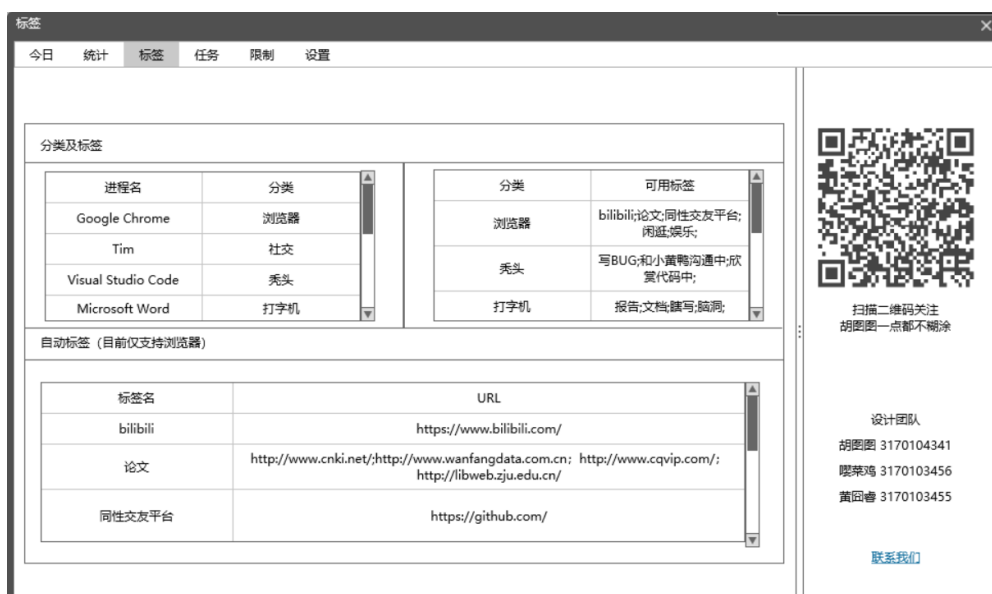 标签
今日 统计 标签 任务 限制 设置
分类及标签
进程名 分类
Google Chrome 浏览器
Tim 社交
Visual Studio Code 秃头
Microsoft Word 打字机
分类 可用标签
浏览器 bilibili;论文;同性交友平台;
闲逛;娱乐;
秃头 写BUG;和小黄鸭沟通中;欣
赏代码中;
打字机 报告;文档;瞎写;脑洞;
自动标签（目前仅支持浏览器）
标签名 URL
bilibili https://www.bilibili.com/
论文 http://www.cnki.net/;http://www.wanfangdata.com.cn；http://www.cqvip.com/;
http://libweb.zju.edu.cn/
同性交友平台 https://github.com/
扫描二维码关注
胡图图一点都不糊涂
设计团队
胡图图 3170104341
嘤菜鸡 3170103456
黄囧睿 3170103455
联系我们